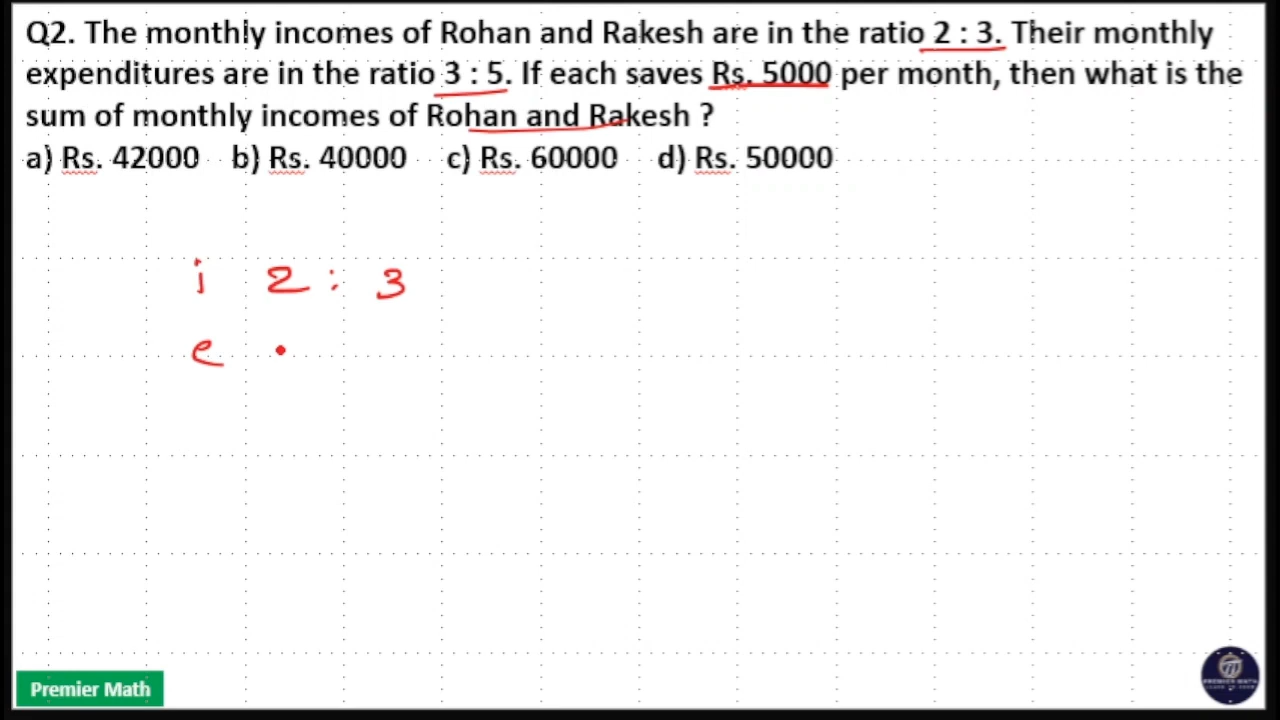 Q2. The monthly incomes of Rohan and Rakesh are in the ratio 2 : 3. Their monthly
expenditures are in the ratio 3 : 5. If each saves Rs. 5000 per month, then what is the
sum of monthly incomes of Rohan and Rakesh ?
a) Rs. 42000 b) Rs. 40000 c) Rs. 60000 d) Rs. 50000
i 2 : 3
e
Premier Math